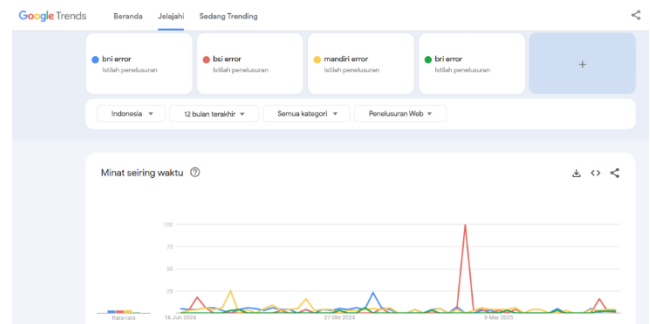 Google Trends Beranda Jelajahi Sedang Trending
bni error
Istilah penelusuran
bsi error
Istilah penelusuran
mandiri error
Istilah penelusuran
bri error
Istilah penelusuran
+
Indonesia 12 bulan terakhir Semua kategori Penelusuran Web
Minat seiring waktu
100
75
50
25
Rata-rata
16 Jun 2024 27 Okt 2024 9 Mar 2025